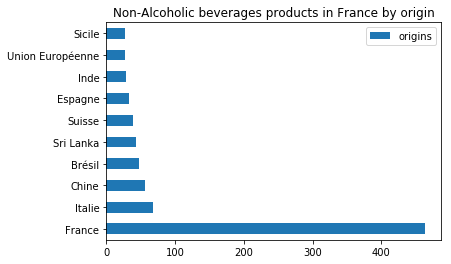 Non-Alcoholic beverages products in France by origin
origins
Sicile
Union Européenne
Inde
Espagne
Suisse
Sri Lanka
Brésil
Chine
Italie
France
0 100 200 300 400